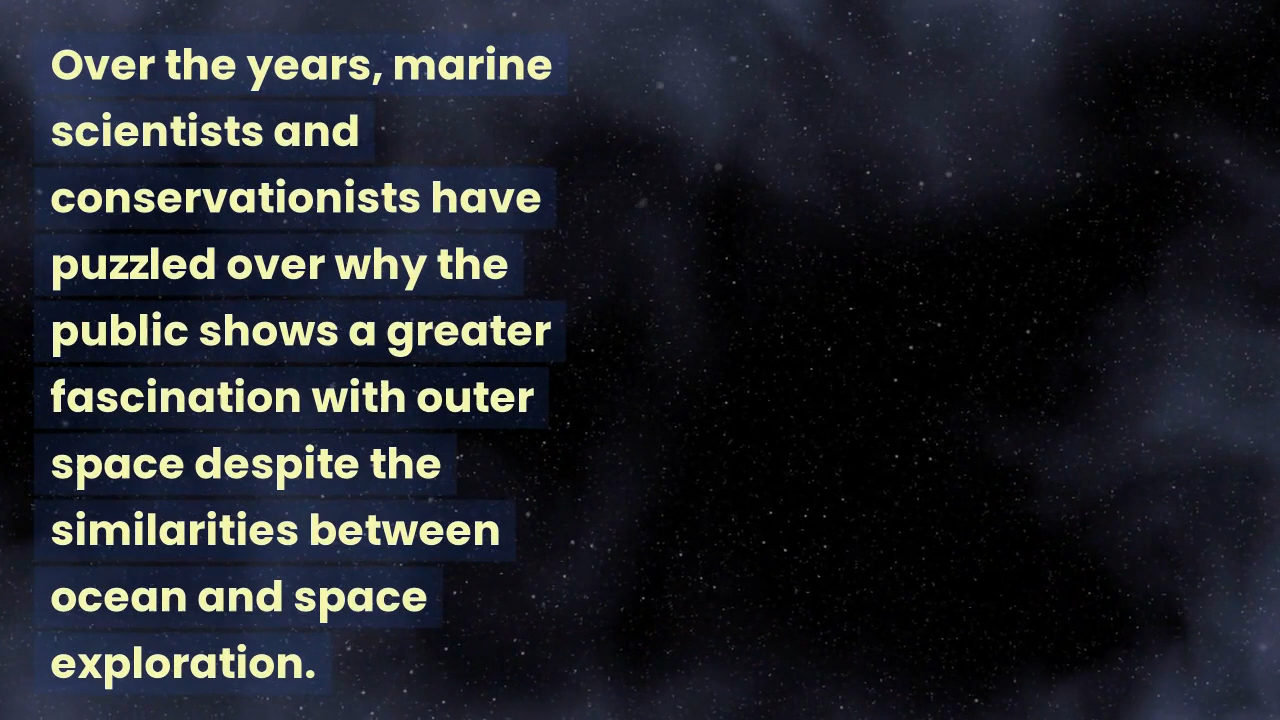 Over the years, marine
scientists and
conservationists have
puzzled over why the
public shows a greater
fascination with outer
space despite the
similarities between
ocean and space
exploration.